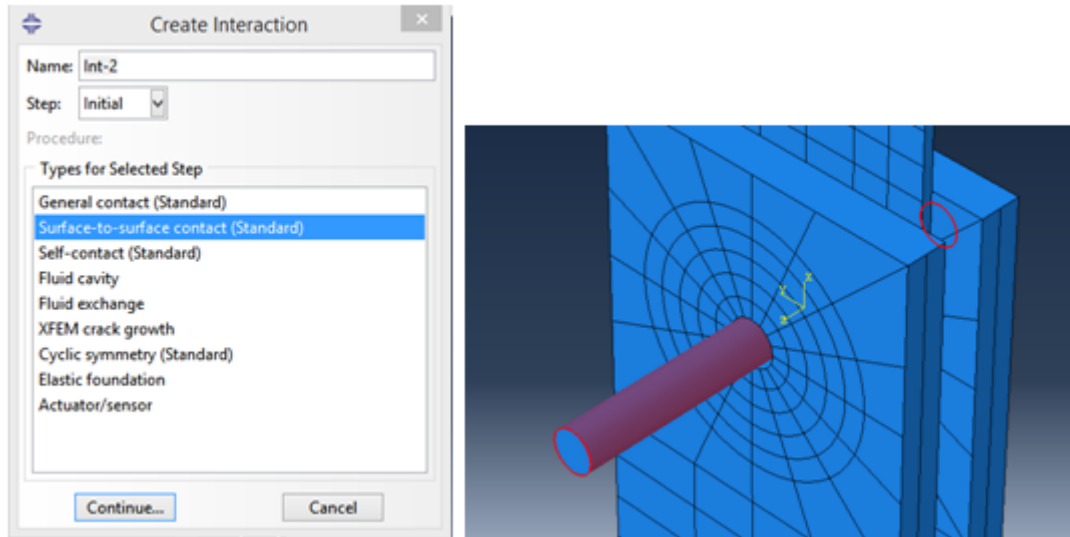 Create Interaction
Name: Int-2
Step: Initial
Procedure:
Types for Selected Step
General contact (Standard)
Surface-to-surface contact (Standard)
Self-contact (Standard)
Fluid cavity
Fluid exchange
XFEM crack growth
Cyclic symmetry (Standard)
Elastic foundation
Actuator/sensor
Continue... Cancel